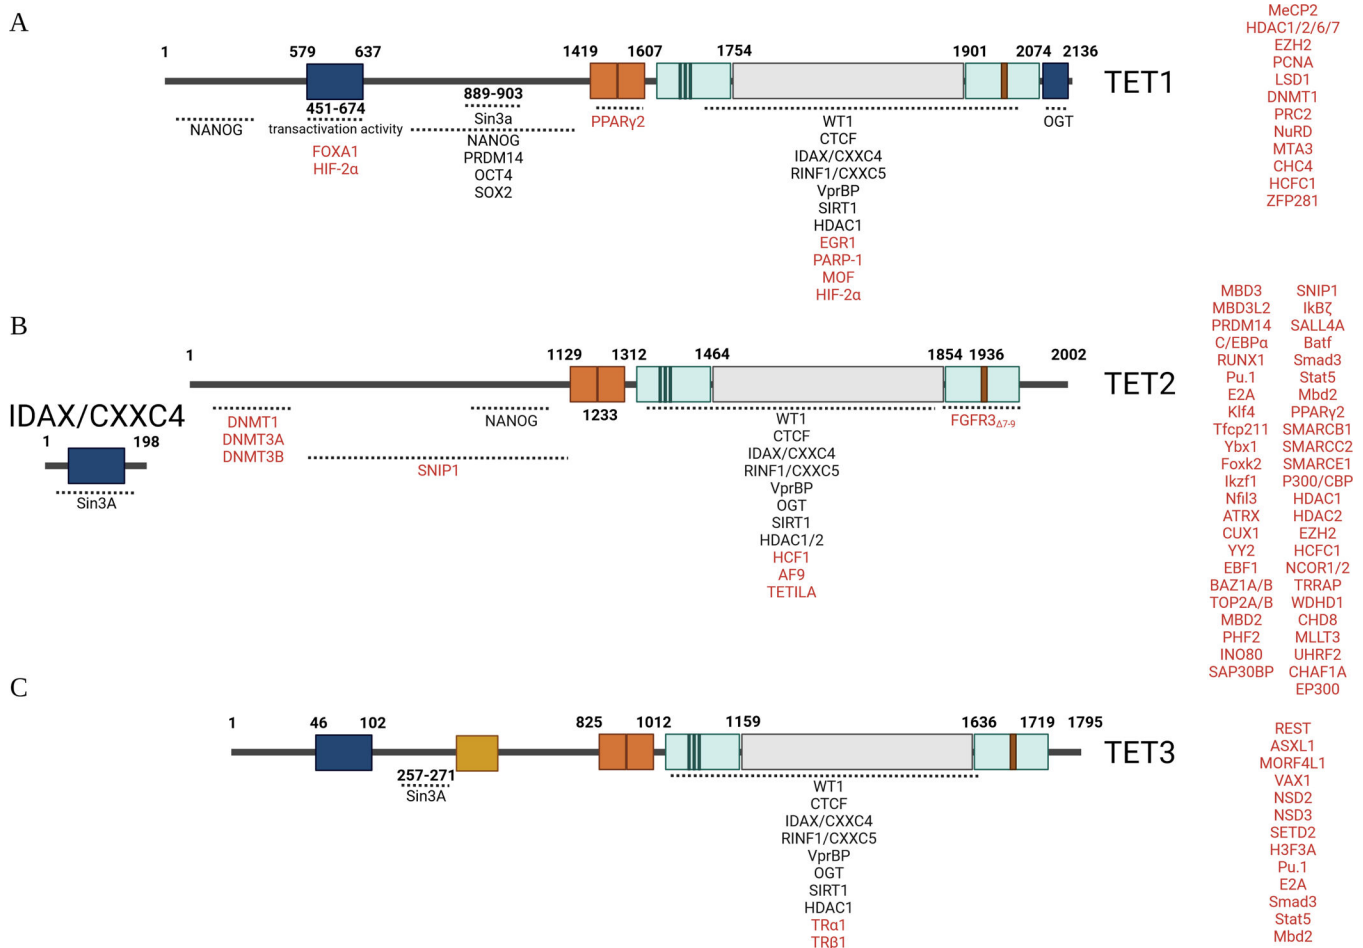 A
1
579
637
1419
1607
1754
1901
2074
2136
TET1
451-674
transactivation activity
NANOG
FOXA1
HIF-2α
889-903
Sin3a
NANOG
PRDM14
OCT4
SOX2
PPARγ2
WT1
CTCF
IDAX/CXXC4
RINF1/CXXC5
VprBP
SIRT1
HDAC1
EGR1
PARP-1
MOF
HIF-2α
OGT
MeCP2
HDAC1/2/6/7
EZH2
PCNA
LSD1
DNMT1
PRC2
NuRD
MTA3
CHC4
HCFC1
ZFP281
B
IDAX/CXXC4
1
198
Sin3A
1
1129
1312
1464
1854
1936
2002
TET2
1233
DNMT1
DNMT3A
DNMT3B
SNIP1
NANOG
WT1
CTCF
IDAX/CXXC4
RINF1/CXXC5
VprBP
OGT
SIRT1
HDAC1/2
HCF1
AF9
TETILA
FGFR3Δ7-9
MBD3
MBD3L2
PRDM14
C/EBPα
RUNX1
Pu.1
E2A
Klf4
Tfcp211
Ybx1
Foxk2
Ikzf1
Nfil3
ATRX
CUX1
YY2
EBF1
BAZ1A/B
TOP2A/B
MBD2
PHF2
INO80
SAP30BP
SNIP1
IkBζ
SALL4A
Batf
Smad3
Stat5
Mbd2
PPARγ2
SMARCB1
SMARCC2
SMARCE1
P300/CBP
HDAC1
HDAC2
EZH2
HCFC1
NCOR1/2
TRRAP
WDHD1
CHD8
MLLT3
UHRF2
CHAF1A
EP300
C
1
46
102
825
1012
1159
1636
1719
1795
TET3
257-271
Sin3A
WT1
CTCF
IDAX/CXXC4
RINF1/CXXC5
VprBP
OGT
SIRT1
HDAC1
TRα1
TRβ1
REST
ASXL1
MORF4L1
VAX1
NSD2
NSD3
SETD2
H3F3A
Pu.1
E2A
Smad3
Stat5
Mbd2